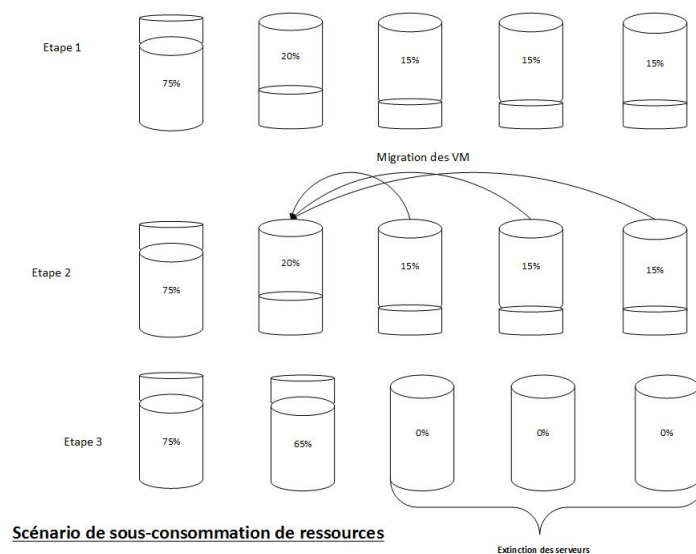 Etape 1
75%
20%
15%
15%
15%
Migration des VM
Etape 2
75%
20%
15%
15%
15%
Etape 3
75%
65%
0%
0%
0%
Scénario de sous-consommation de ressources
Extinction des serveurs